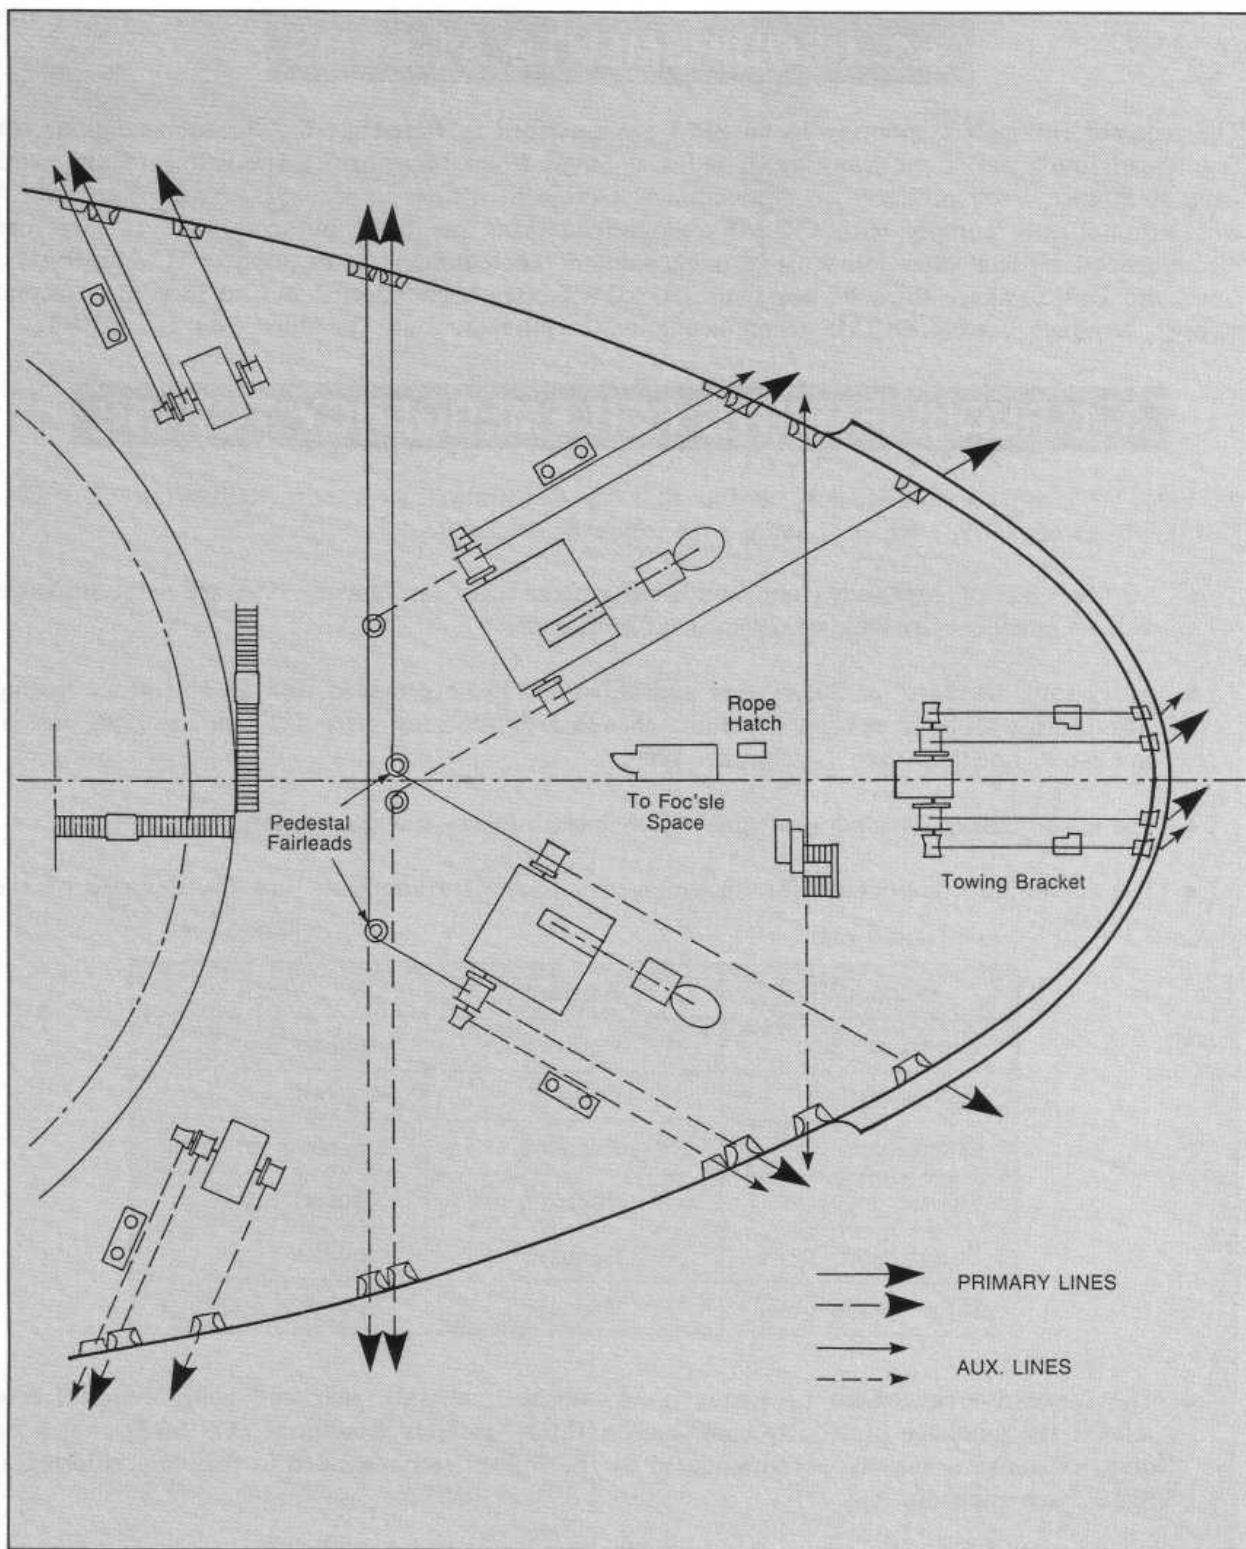 Rope
Hatch
To Foc'sle
Space
Pedestal
Fairleads
Towing Bracket
PRIMARY LINES
AUX. LINES